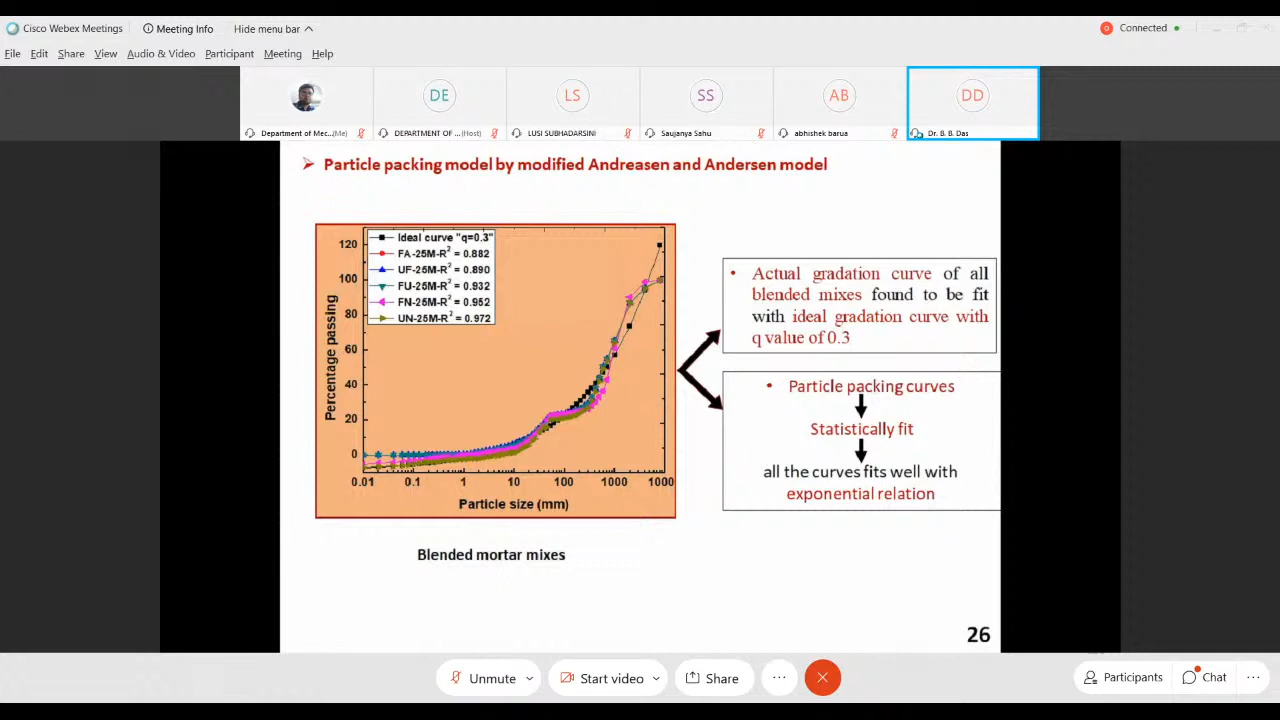 Cisco Webex Meetings
Meeting Info
Hide menu bar
Connected
File Edit Share View Audio & Video Participant Meeting Help
DE
LS
SS
AB
DD
Department of Mec... (Me)
DEPARTMENT OF ... (Host)
LUSI SUBHADARSINI
Saujanya Sahu
abhishek barua
Dr. B. B. Das
Particle packing model by modified Andreasen and Andersen model
Ideal curve "q=0.3"
FA-25M-R² = 0.882
UF-25M-R² = 0.890
FU-25M-R² = 0.932
FN-25M-R² = 0.952
UN-25M-R² = 0.972
Percentage passing
120
100
80
60
40
20
0
0.01 0.1 1 10 100 1000 1000
Particle size (mm)
Blended mortar mixes
• Actual gradation curve of all
blended mixes found to be fit
with ideal gradation curve with
q value of 0.3
• Particle packing curves
Statistically fit
all the curves fits well with
exponential relation
26
Unmute
Start video
Share
Participants
Chat